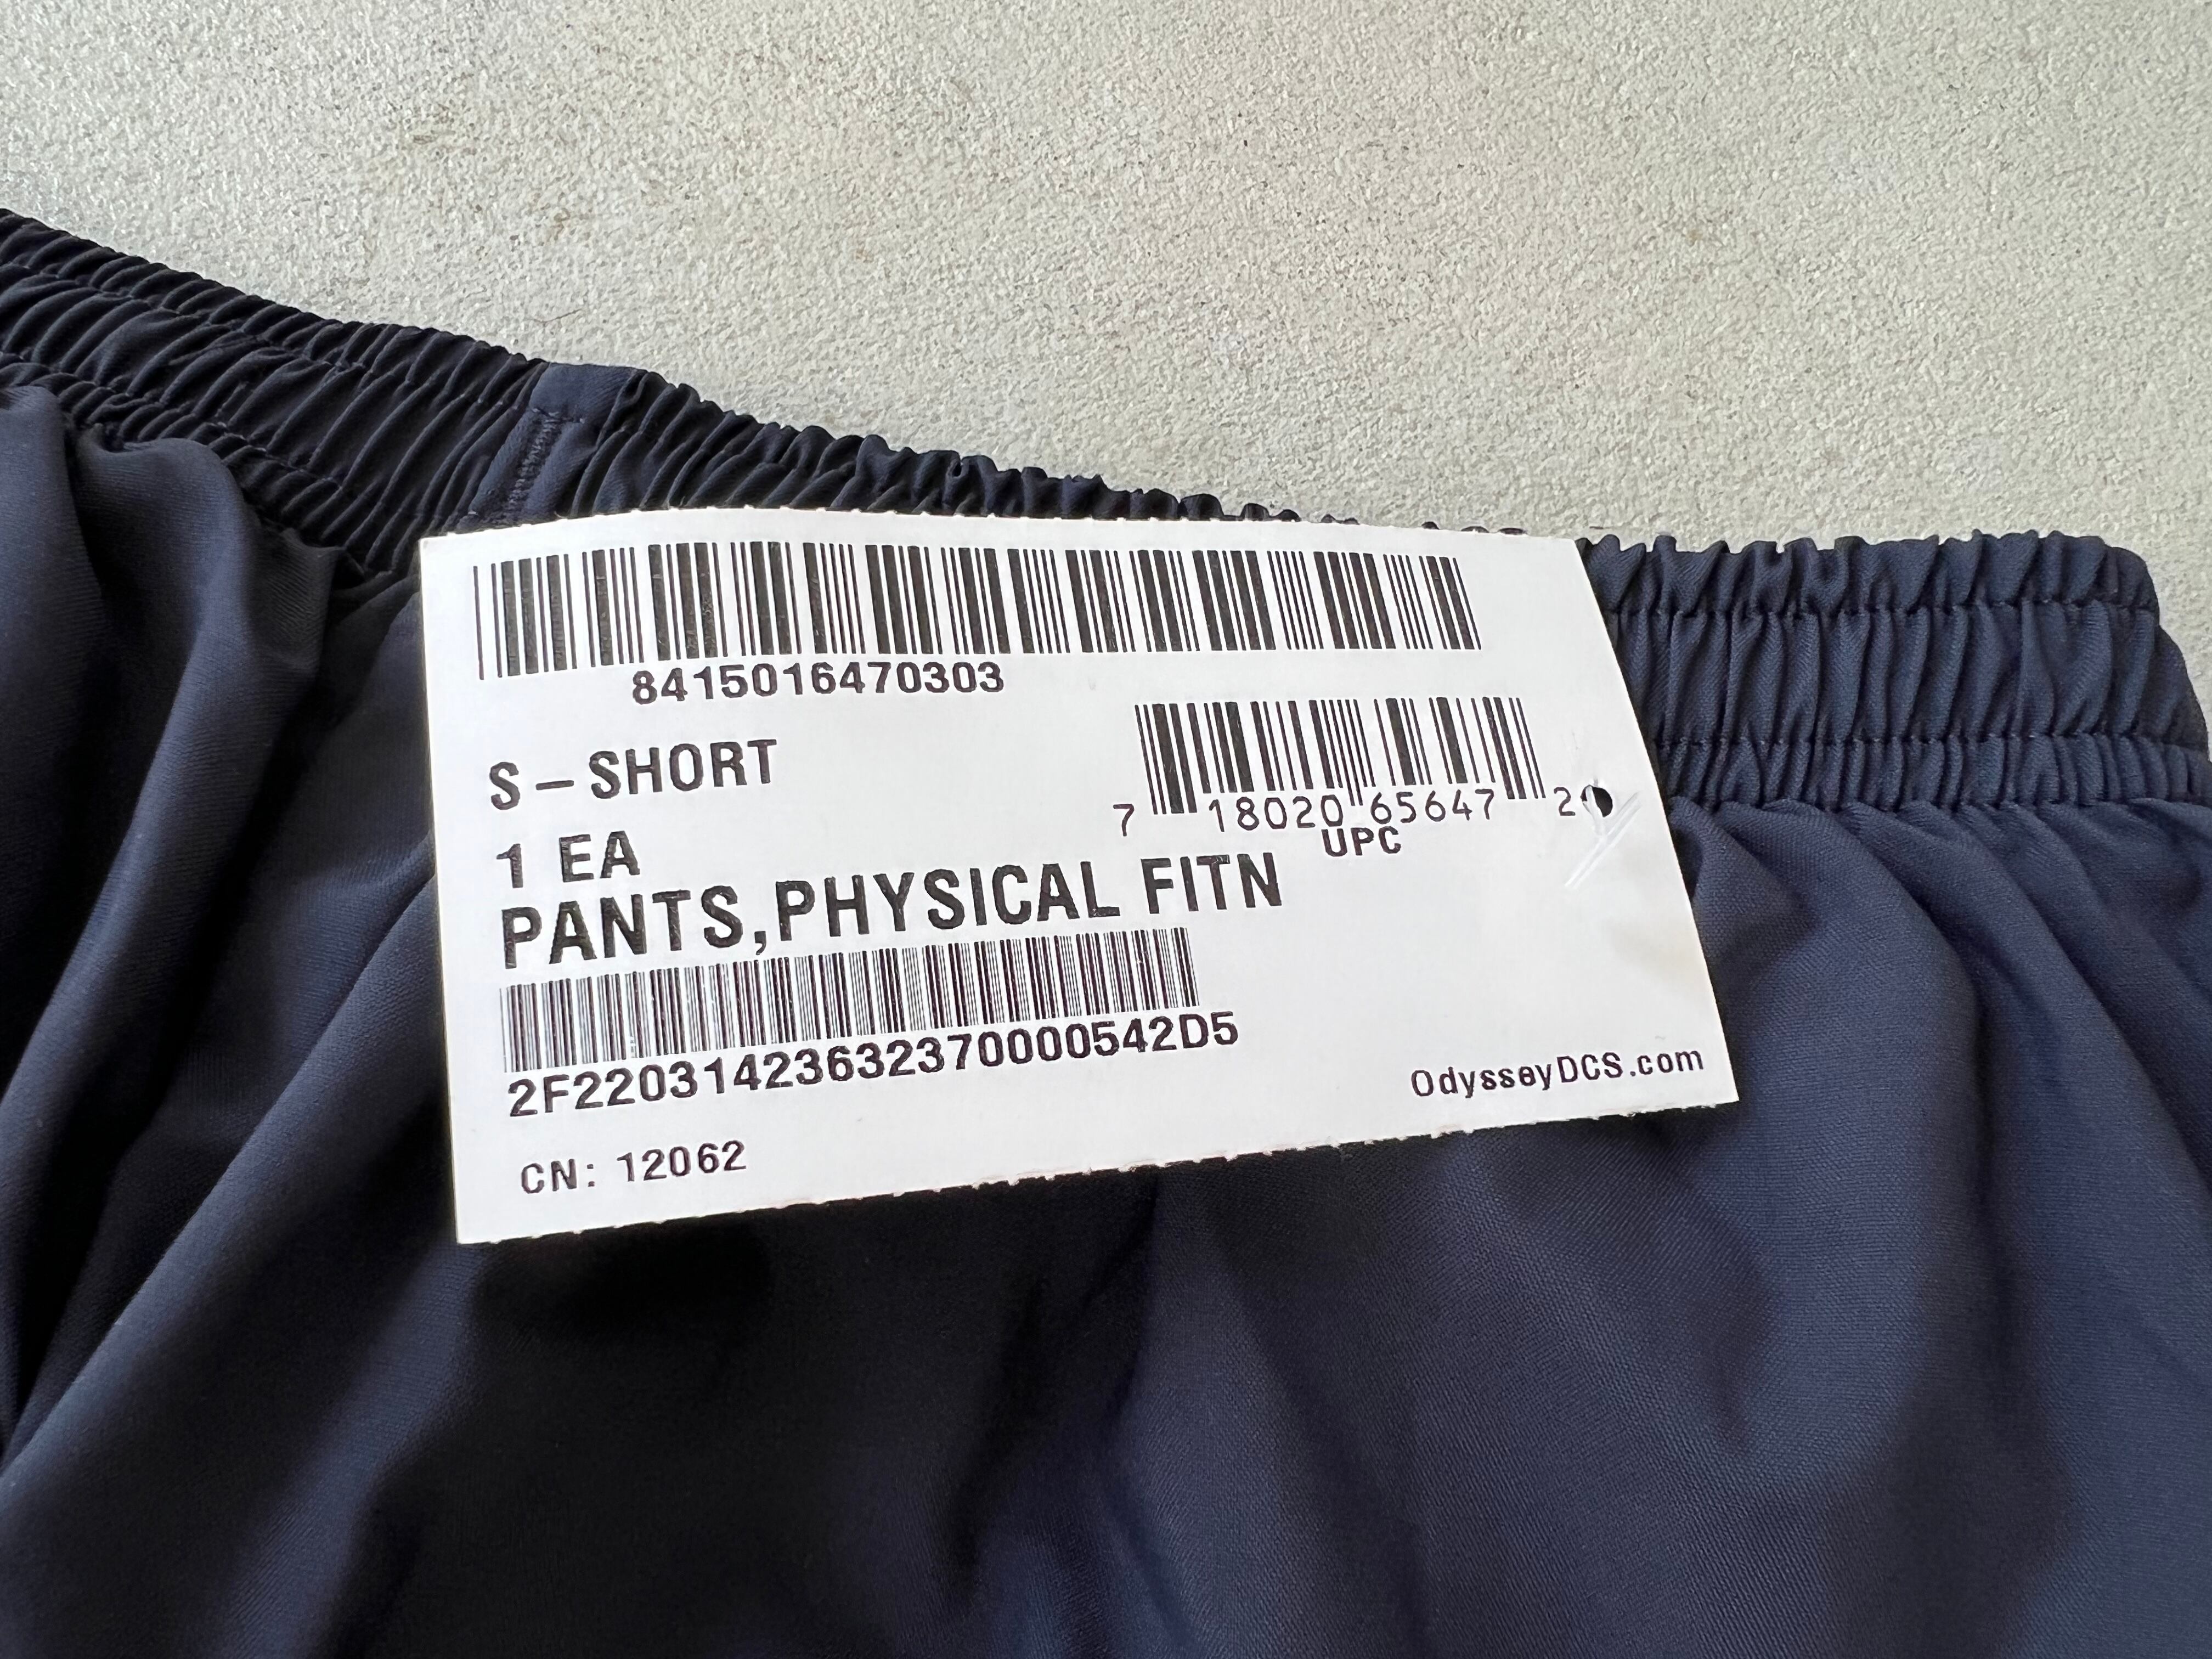 8415016470303
S-SHORT
7 18020 65647 2
UPC
1 EA
PANTS,PHYSICAL FITN
2F22031423632370000542D5
OdysseyDCS.com
CN: 12062